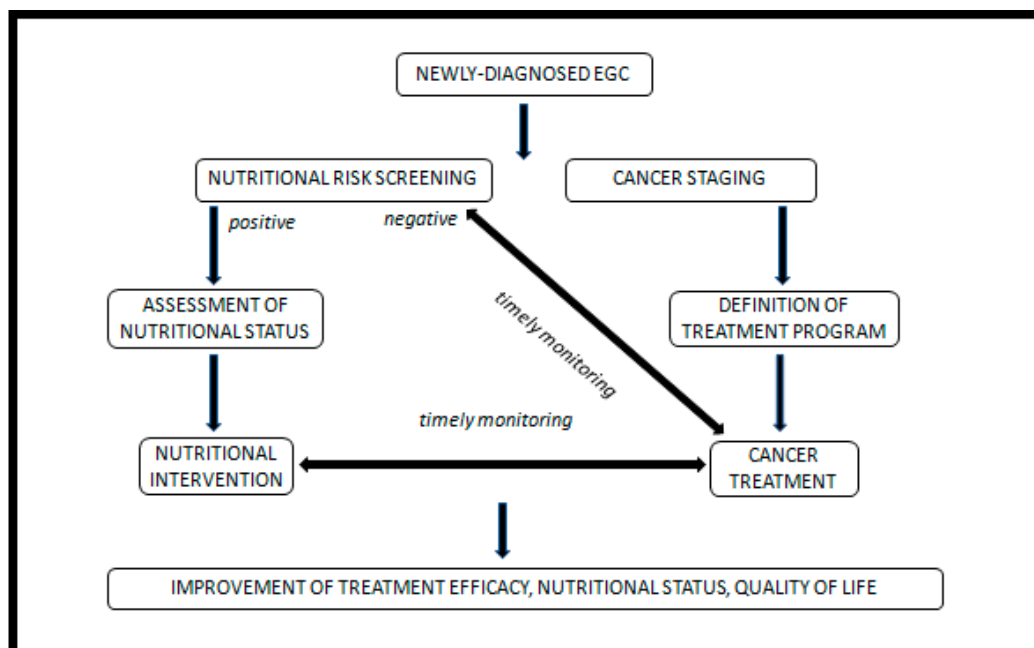 NEWLY-DIAGNOSED EGC
NUTRITIONAL RISK SCREENING
CANCER STAGING
positive
negative
timely monitoring
ASSESSMENT OF
NUTRITIONAL STATUS
DEFINITION OF
TREATMENT PROGRAM
timely monitoring
NUTRITIONAL
INTERVENTION
CANCER
TREATMENT
IMPROVEMENT OF TREATMENT EFFICACY, NUTRITIONAL STATUS, QUALITY OF LIFE